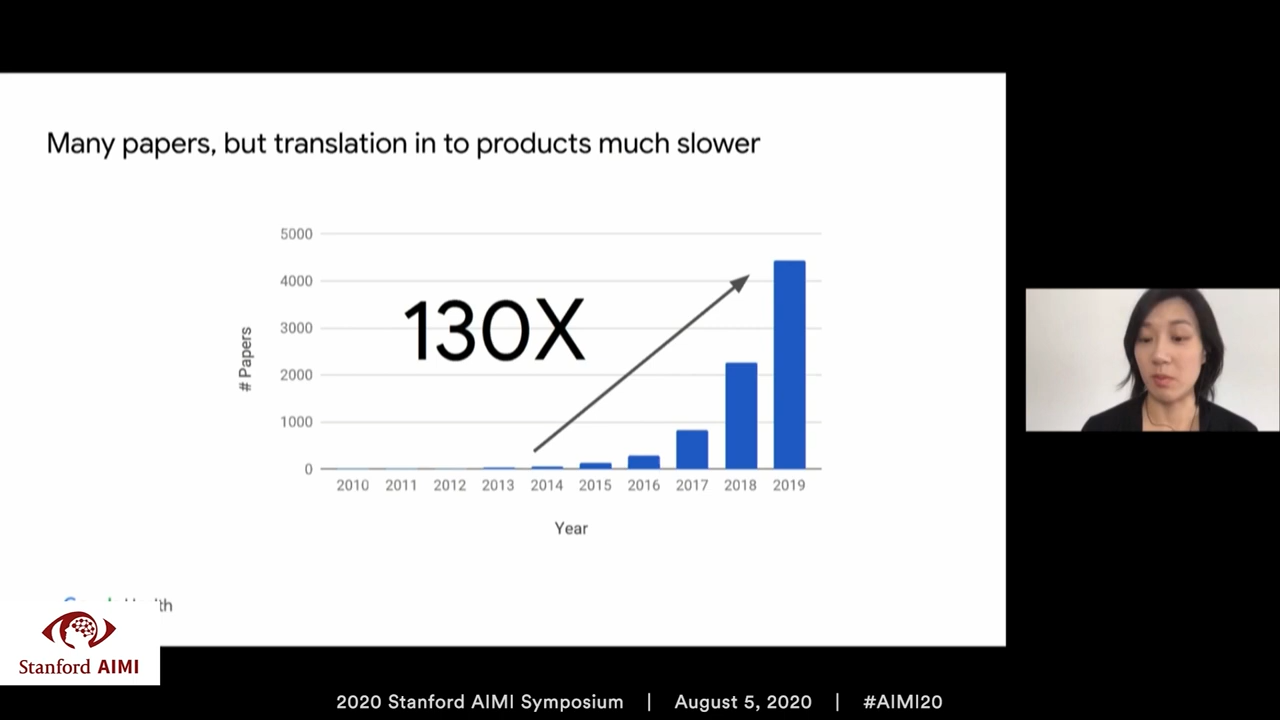 Many papers, but translation in to products much slower
5000
4000
3000
2000
1000
0
# Papers
130X
2010 2011 2012 2013 2014 2015 2016 2017 2018 2019
Year
Stanford AIMI
2020 Stanford AIMI Symposium | August 5, 2020 | #AIMI20